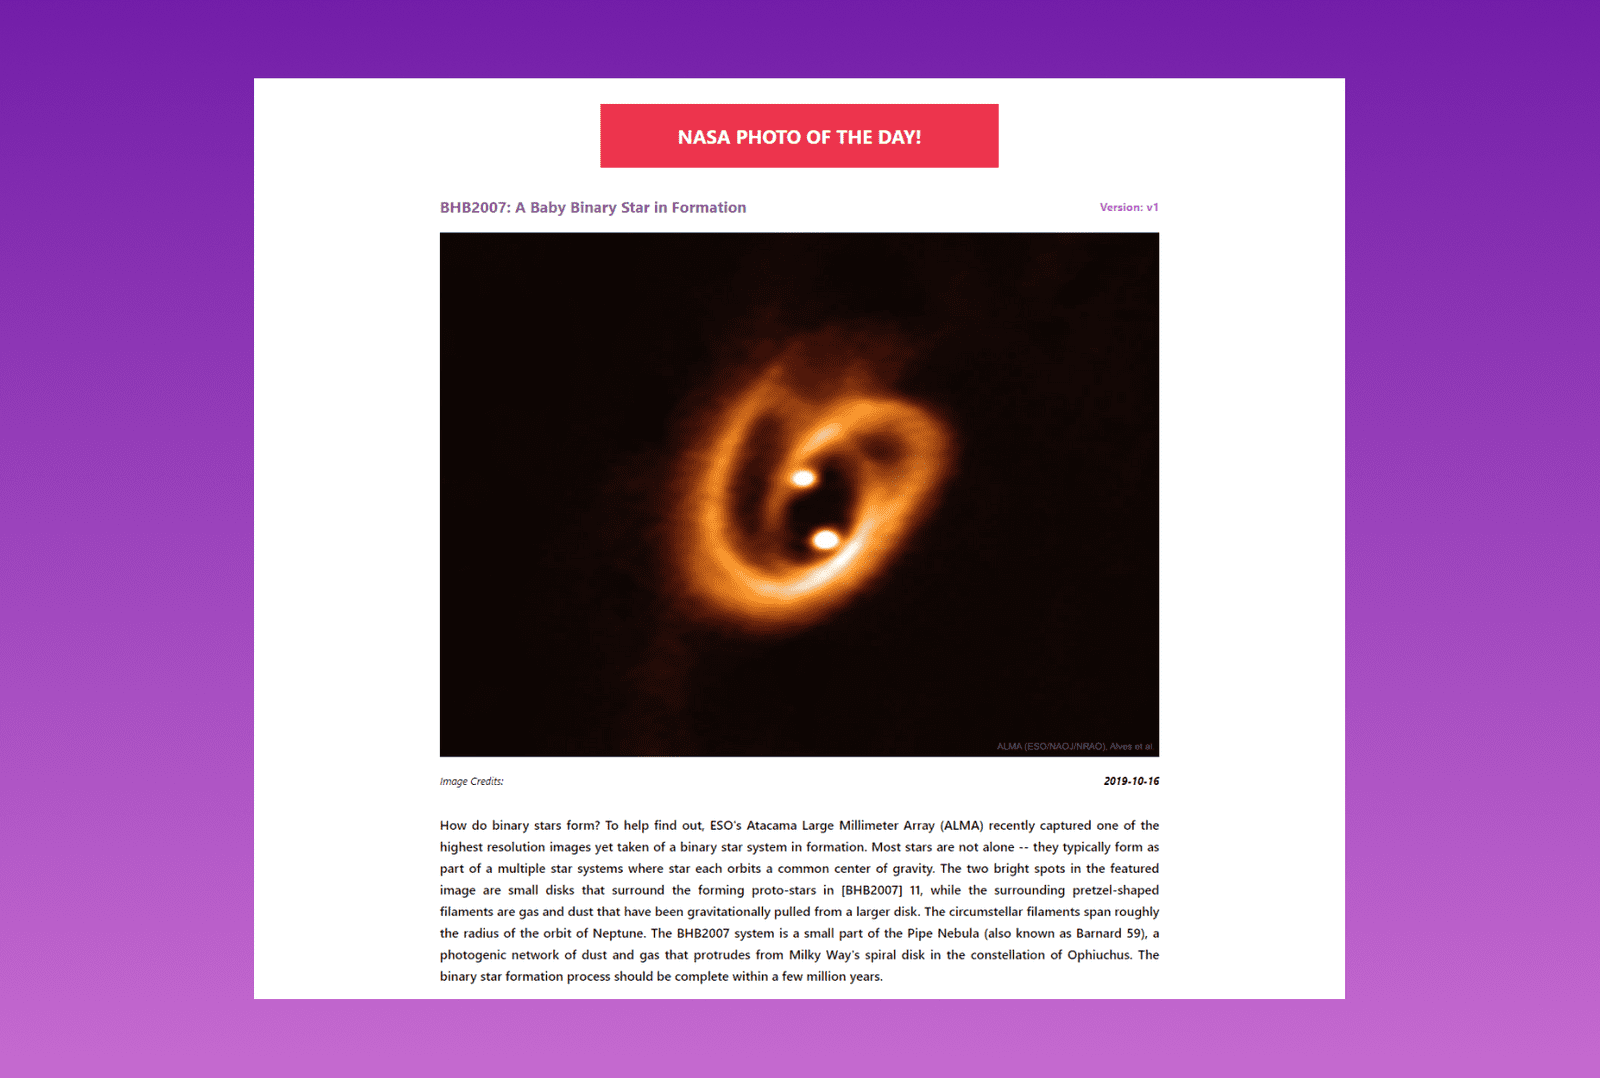 NASA PHOTO OF THE DAY!
BHB2007: A Baby Binary Star in Formation
Version: v1
ALMA (ESO/NAOJ/NRAO), Alves et al.
Image Credits:
2019-10-16
How do binary stars form? To help find out, ESO's Atacama Large Millimeter Array (ALMA) recently captured one of the
highest resolution images yet taken of a binary star system in formation. Most stars are not alone -- they typically form as
part of a multiple star systems where star each orbits a common center of gravity. The two bright spots in the featured
image are small disks that surround the forming proto-stars in [BHB2007] 11, while the surrounding pretzel-shaped
filaments are gas and dust that have been gravitationally pulled from a larger disk. The circumstellar filaments span roughly
the radius of the orbit of Neptune. The BHB2007 system is a small part of the Pipe Nebula (also known as Barnard 59), a
photogenic network of dust and gas that protrudes from Milky Way's spiral disk in the constellation of Ophiuchus. The
binary star formation process should be complete within a few million years.